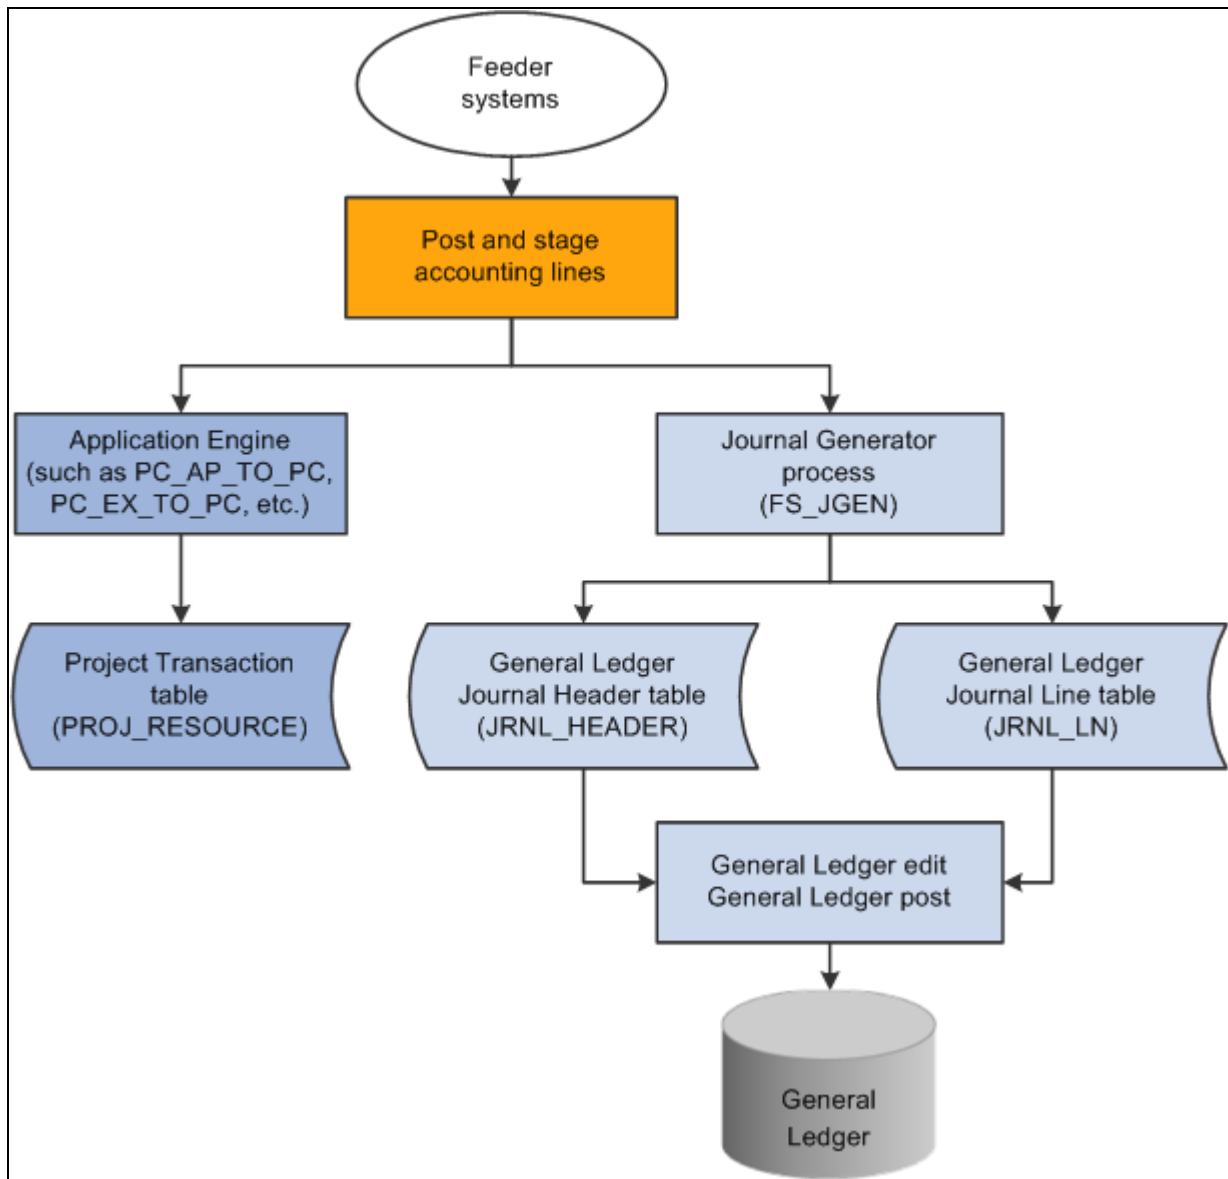 Feeder
systems
Post and stage
accounting lines
Application Engine
(such as PC_AP_TO_PC,
PC_EX_TO_PC, etc.)
Journal Generator
process
(FS_JGEN)
Project Transaction
table
(PROJ_RESOURCE)
General Ledger
Journal Header table
(JRNL_HEADER)
General Ledger
Journal Line table
(JRNL_LN)
General Ledger edit
General Ledger post
General
Ledger